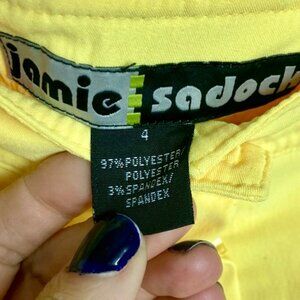 jamie sadock
4
97% POLYESTER/
POLYESTER
3% SPANDEX/
SPANDEX